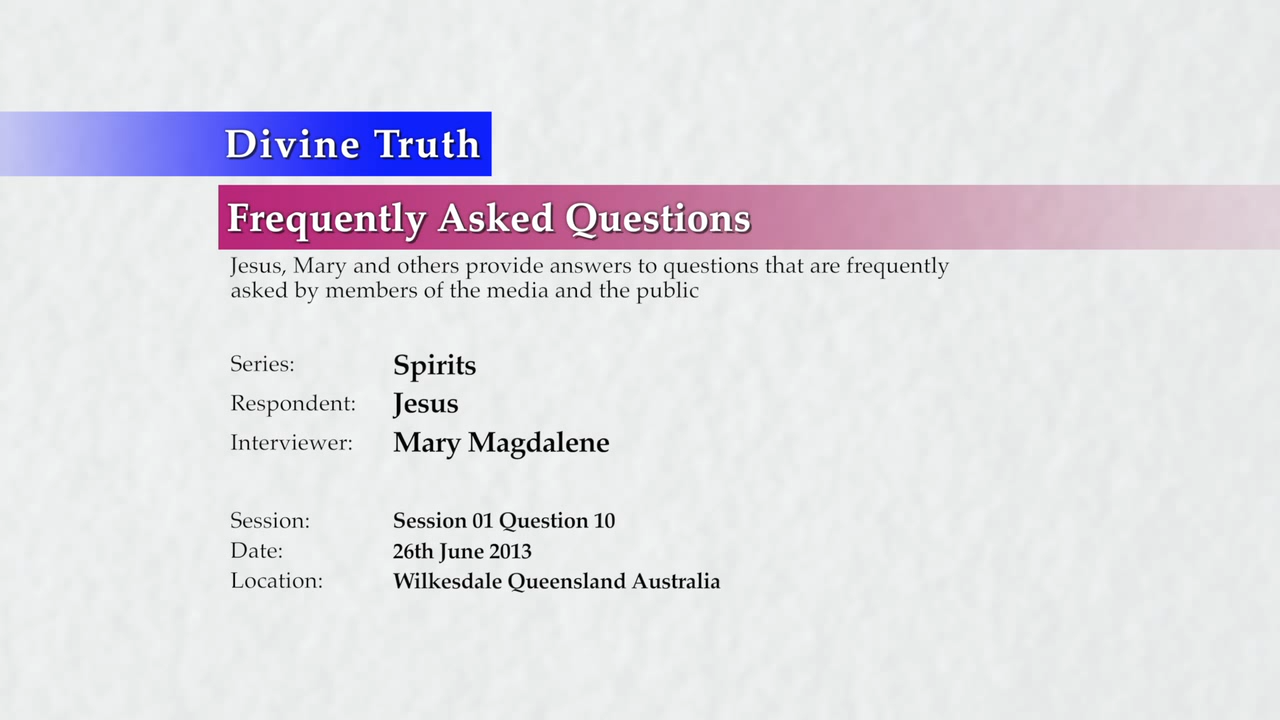 Divine Truth
Frequently Asked Questions
Jesus, Mary and others provide answers to questions that are frequently
asked by members of the media and the public
Series: Spirits
Respondent: Jesus
Interviewer: Mary Magdalene
Session: Session 01 Question 10
Date: 26th June 2013
Location: Wilkesdale Queensland Australia